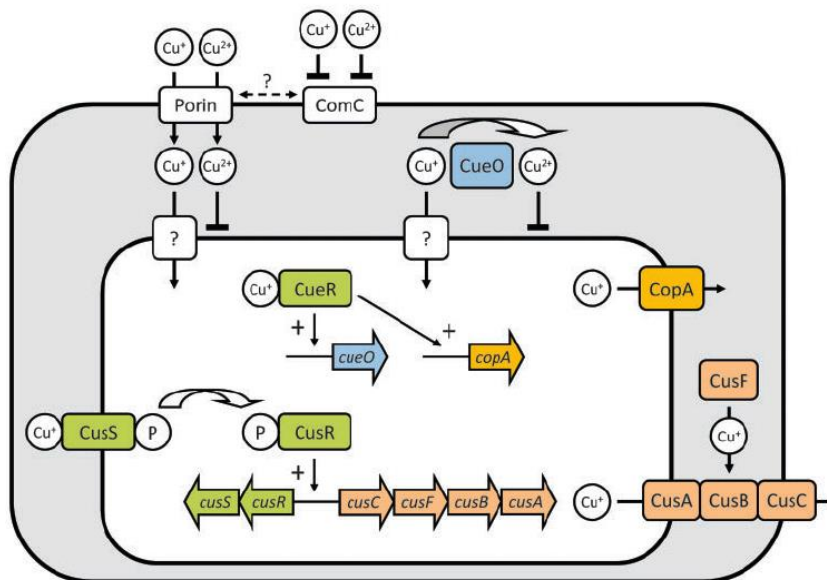 Cu⁺ Cu²⁺
Cu⁺ Cu²⁺
?
Porin ComC
Cu⁺ Cu²⁺
Cu⁺ CueO Cu²⁺
? ?
Cu⁺ CueR
Cu⁺ CopA
+ +
cueO copA
CusF
Cu⁺ CusS P
P CusR
Cu⁺
+
cusS cusR cusC cusF cusB cusA
Cu⁺ CusA CusB CusC